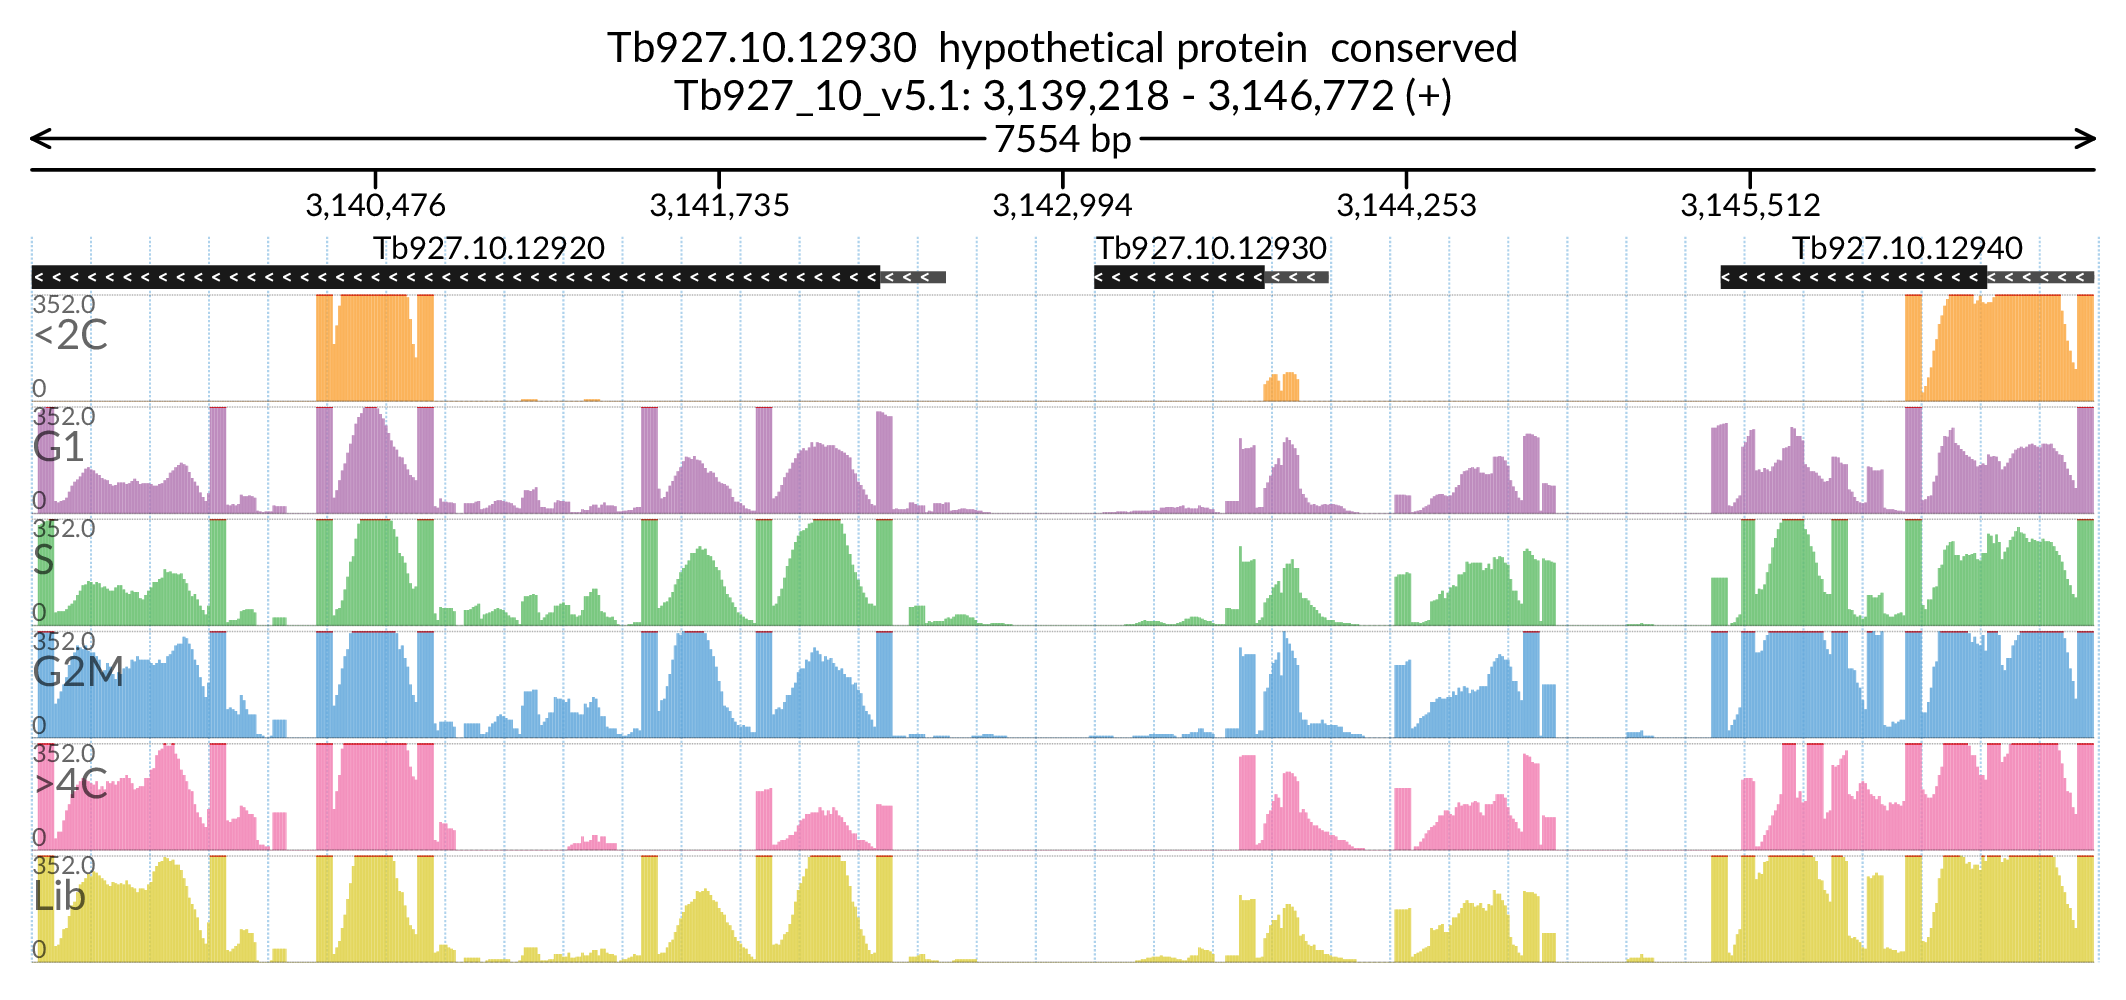 Tb927.10.12930  hypothetical protein  conserved
Tb927_10_v5.1: 3,139,218 - 3,146,772 (+)
7554 bp
3,140,476 3,141,735 3,142,994 3,144,253 3,145,512
Tb927.10.12920 Tb927.10.12930 Tb927.10.12940
352.0
<2C
0
352.0
G1
0
352.0
S
0
352.0
G2M
0
352.0
>4C
0
352.0
Lib
0